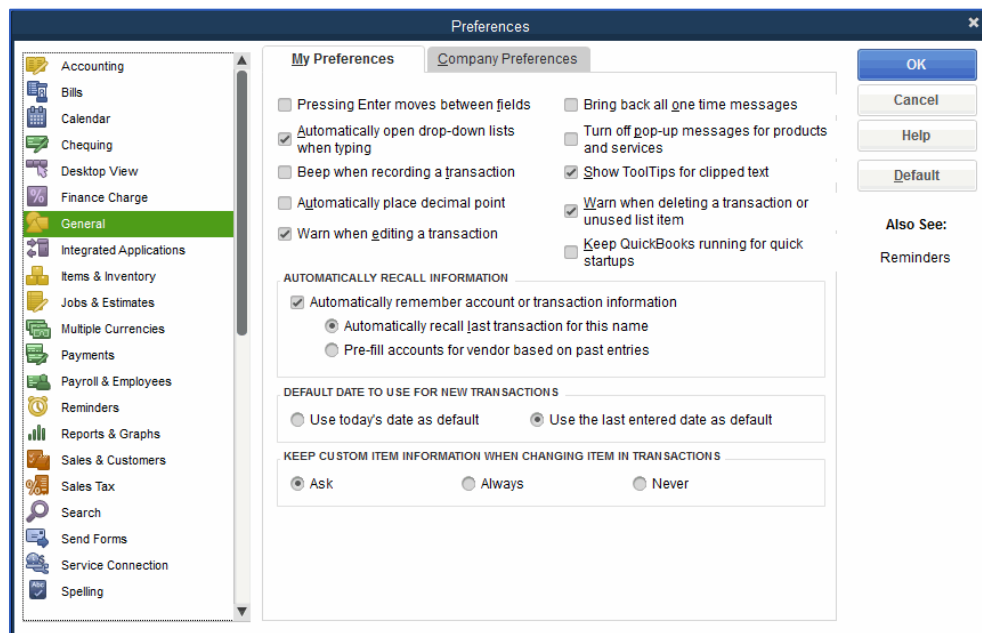 Preferences
Accounting
Bills
Calendar
Chequing
Desktop View
Finance Charge
General
Integrated Applications
Items & Inventory
Jobs & Estimates
Multiple Currencies
Payments
Payroll & Employees
Reminders
Reports & Graphs
Sales & Customers
Sales Tax
Search
Send Forms
Service Connection
Spelling
My Preferences
Company Preferences
Pressing Enter moves between fields
Automatically open drop-down lists
when typing
Beep when recording a transaction
Automatically place decimal point
Warn when editing a transaction
Bring back all one time messages
Turn off pop-up messages for products
and services
Show ToolTips for clipped text
Warn when deleting a transaction or
unused list item
Keep QuickBooks running for quick
startups
AUTOMATICALLY RECALL INFORMATION
Automatically remember account or transaction information
Automatically recall last transaction for this name
Pre-fill accounts for vendor based on past entries
DEFAULT DATE TO USE FOR NEW TRANSACTIONS
Use today's date as default
Use the last entered date as default
KEEP CUSTOM ITEM INFORMATION WHEN CHANGING ITEM IN TRANSACTIONS
Ask
Always
Never
OK
Cancel
Help
Default
Also See:
Reminders